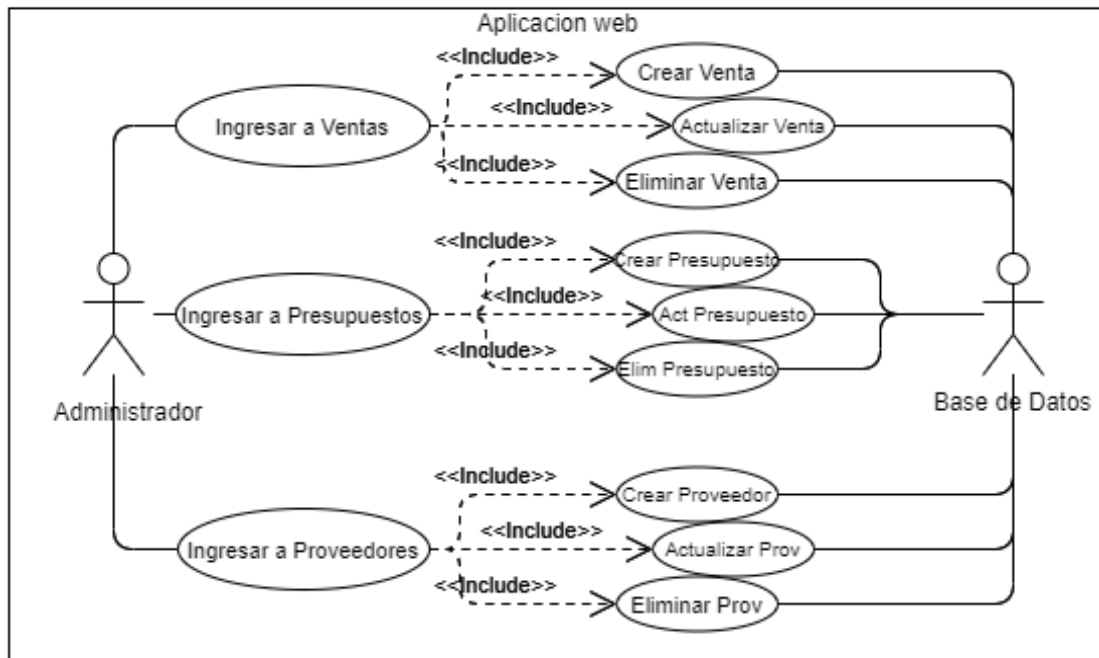 Aplicacion web
<<Include>>
Crear Venta
Ingresar a Ventas
<<Include>>
Actualizar Venta
<<Include>>
Eliminar Venta
<<Include>>
Crear Presupuesto
Ingresar a Presupuestos
<<Include>>
Act Presupuesto
<<Include>>
Elim Presupuesto
Administrador
Base de Datos
<<Include>>
Crear Proveedor
Ingresar a Proveedores
<<Include>>
Actualizar Prov
<<Include>>
Eliminar Prov